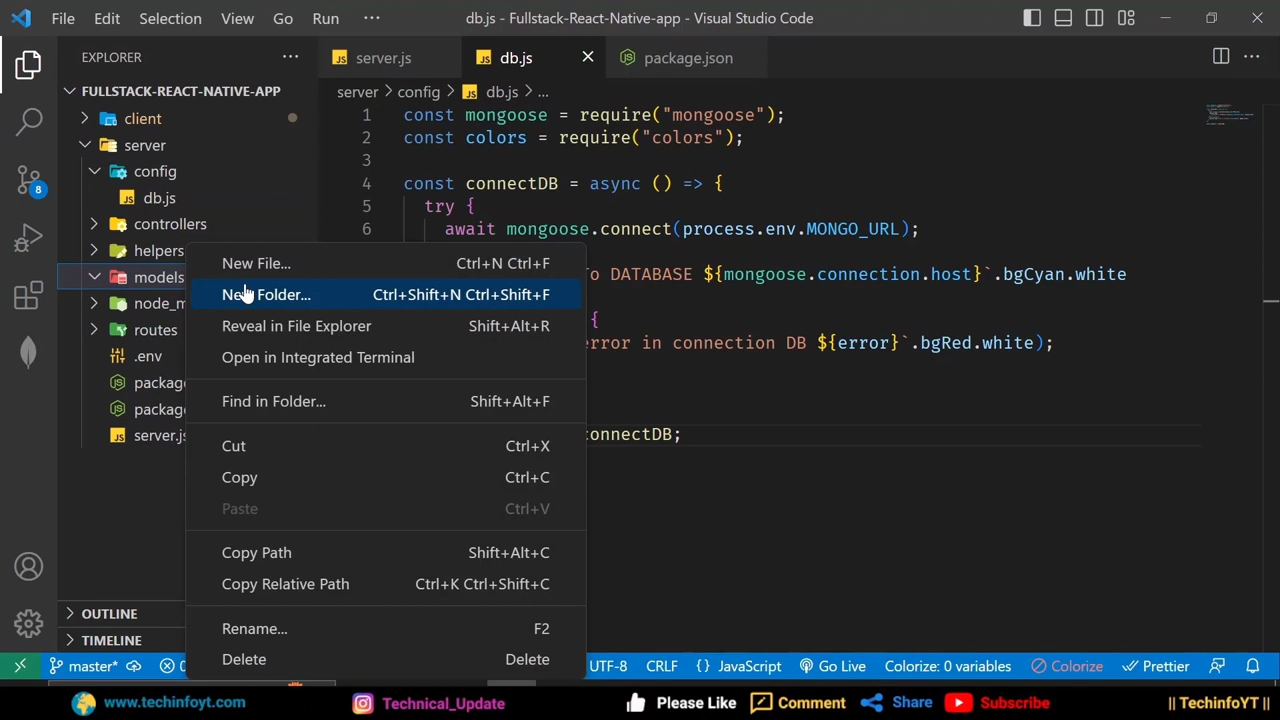 File Edit Selection View Go Run ··· db.js - Fullstack-React-Native-app - Visual Studio Code
EXPLORER ···
server.js db.js package.json ···
FULLSTACK-REACT-NATIVE-APP
server > config > db.js > ...
client
server
config
db.js
controllers
helpers
models
node_m
routes
.env
package
package
server.js
1 const mongoose = require("mongoose");
2 const colors = require("colors");
3
4 const connectDB = async () => {
5 try {
6 await mongoose.connect(process.env.MONGO_URL);
o DATABASE ${mongoose.connection.host}`.bgCyan.white
{
error in connection DB ${error}`.bgRed.white);
connectDB;
New File... Ctrl+N Ctrl+F
New Folder... Ctrl+Shift+N Ctrl+Shift+F
Reveal in File Explorer Shift+Alt+R
Open in Integrated Terminal
Find in Folder... Shift+Alt+F
Cut Ctrl+X
Copy Ctrl+C
Paste Ctrl+V
Copy Path Shift+Alt+C
Copy Relative Path Ctrl+K Ctrl+Shift+C
Rename... F2
Delete Delete
8
OUTLINE
TIMELINE
master* 0 UTF-8 CRLF {} JavaScript Go Live Colorize: 0 variables Colorize Prettier
www.techinfoyt.com Technical_Update Please Like Comment Share Subscribe || TechinfoYT ||